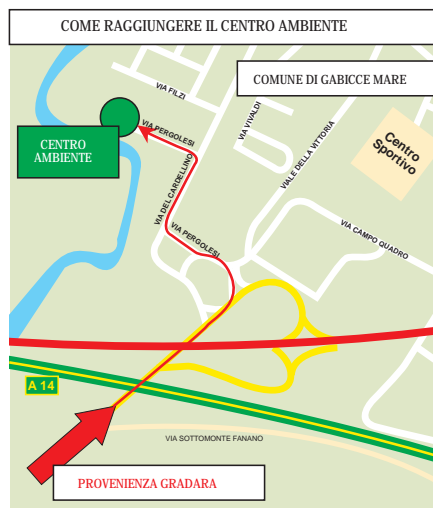 COME RAGGIUNGERE IL CENTRO AMBIENTE
COMUNE DI GABICCE MARE
VIA FILZI
VIA VIVALDI
VIA PERGOLESI
CENTRO
AMBIENTE
VIALE DELLA VITTORIA
Centro
Sportivo
VIA DEL CARDELLINO
VIA PERGOLESI
VIA CAMPO QUADRO
A 14
VIA SOTTOMONTE FANANO
PROVENIENZA GRADARA